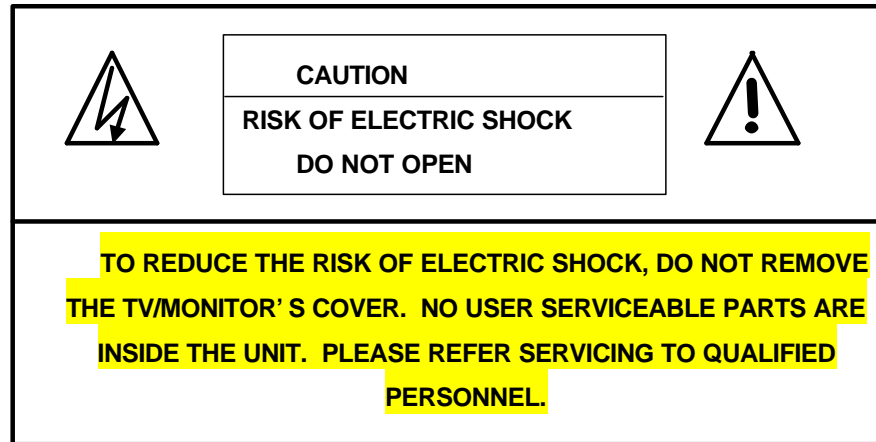 CAUTION
RISK OF ELECTRIC SHOCK
DO NOT OPEN
TO REDUCE THE RISK OF ELECTRIC SHOCK, DO NOT REMOVE
THE TV/MONITOR' S COVER. NO USER SERVICEABLE PARTS ARE
INSIDE THE UNIT. PLEASE REFER SERVICING TO QUALIFIED
PERSONNEL.